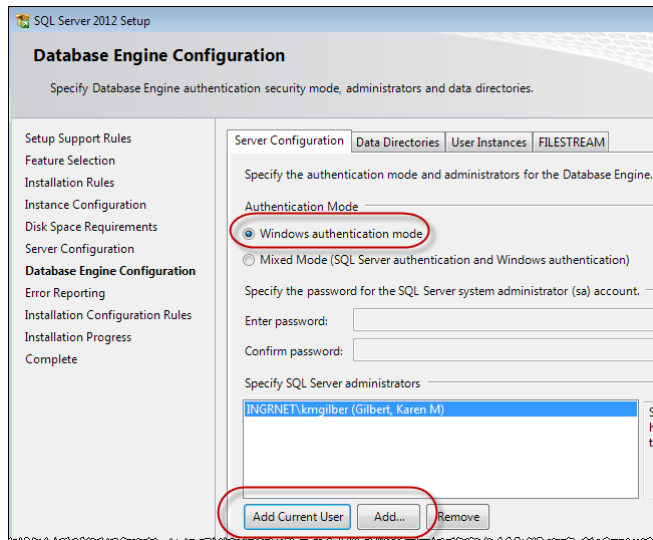 SQL Server 2012 Setup
Database Engine Configuration
Specify Database Engine authentication security mode, administrators and data directories.
Setup Support Rules
Feature Selection
Installation Rules
Instance Configuration
Disk Space Requirements
Server Configuration
Database Engine Configuration
Error Reporting
Installation Configuration Rules
Installation Progress
Complete
Server Configuration Data Directories User Instances FILESTREAM
Specify the authentication mode and administrators for the Database Engine.
Authentication Mode
Windows authentication mode
Mixed Mode (SQL Server authentication and Windows authentication)
Specify the password for the SQL Server system administrator (sa) account.
Enter password:
Confirm password:
Specify SQL Server administrators
INGRNET\kmgilber (Gilbert, Karen M)
Add Current User Add... Remove